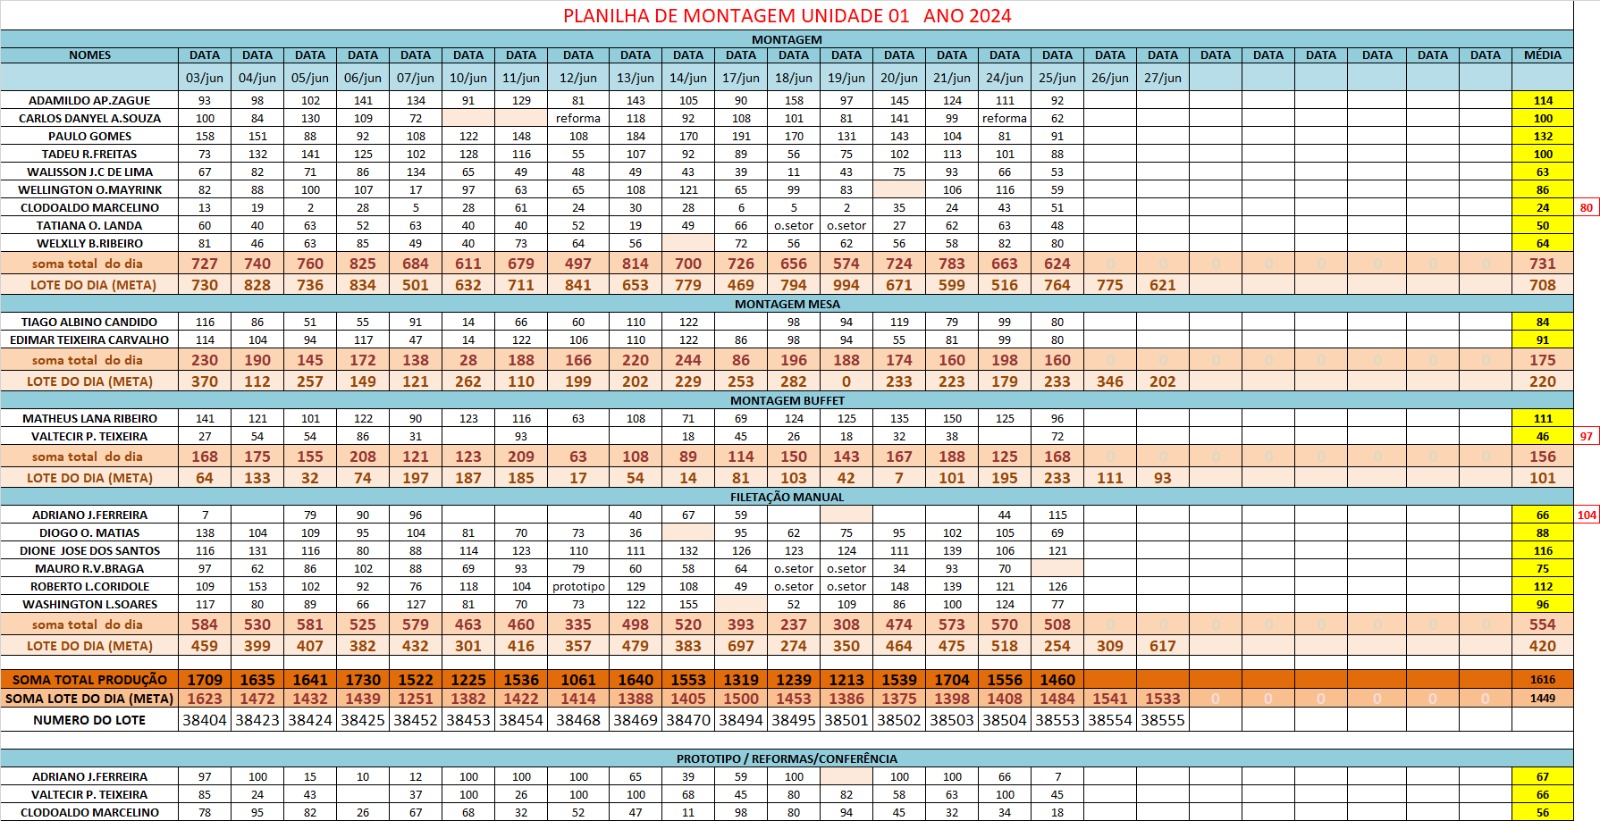 PLANILHA DE MONTAGEM UNIDADE 01 ANO 2024
MONTAGEM
NOMES DATA DATA DATA DATA DATA DATA DATA DATA DATA DATA DATA DATA DATA DATA DATA DATA DATA DATA DATA DATA DATA DATA DATA DATA DATA MÉDIA
03/jun 04/jun 05/jun 06/jun 07/jun 10/jun 11/jun 12/jun 13/jun 14/jun 17/jun 18/jun 19/jun 20/jun 21/jun 24/jun 25/jun 26/jun 27/jun
ADAMILDO AP.ZAGUE 93 98 102 141 134 91 129 81 143 105 90 158 97 145 124 111 92 114
CARLOS DANYEL A.SOUZA 100 84 130 109 72 reforma 118 92 108 101 81 141 99 reforma 62 100
PAULO GOMES 158 151 88 92 108 122 148 108 184 170 191 170 131 143 104 81 91 132
TADEU R.FREITAS 73 132 141 125 102 128 116 55 107 92 89 56 75 102 113 101 88 100
WALISSON J.C DE LIMA 67 82 71 86 134 65 49 48 49 43 39 11 43 75 93 66 53 63
WELLINGTON O.MAYRINK 82 88 100 107 17 97 63 65 108 121 65 99 83 106 116 59 86
CLODOALDO MARCELINO 13 19 2 28 5 28 61 24 30 28 6 5 2 35 24 43 51 24 80
TATIANA O. LANDA 60 40 63 52 63 40 40 52 19 49 66 o.setor o.setor 27 62 63 48 50
WELXLLY B.RIBEIRO 81 46 63 85 49 40 73 64 56 72 56 62 56 58 82 80 64
soma total do dia 727 740 760 825 684 611 679 497 814 700 726 656 574 724 783 663 624 0 0 0 0 0 0 0 0 731
LOTE DO DIA (META) 730 828 736 834 501 632 711 841 653 779 469 794 994 671 599 516 764 775 621 708
MONTAGEM MESA
TIAGO ALBINO CANDIDO 116 86 51 55 91 14 66 60 110 122 98 94 119 79 99 80 84
EDIMAR TEIXEIRA CARVALHO 114 104 94 117 47 14 122 106 110 122 86 98 94 55 81 99 80 91
soma total do dia 230 190 145 172 138 28 188 166 220 244 86 196 188 174 160 198 160 0 0 0 0 0 0 0 0 175
LOTE DO DIA (META) 370 112 257 149 121 262 110 199 202 229 253 282 0 233 223 179 233 346 202 220
MONTAGEM BUFFET
MATHEUS LANA RIBEIRO 141 121 101 122 90 123 116 63 108 71 69 124 125 135 150 125 96 111
VALTECIR P. TEIXEIRA 27 54 54 86 31 93 18 45 26 18 32 38 72 46 97
soma total do dia 168 175 155 208 121 123 209 63 108 89 114 150 143 167 188 125 168 0 0 0 0 0 0 0 0 156
LOTE DO DIA (META) 64 133 32 74 197 187 185 17 54 14 81 103 42 7 101 195 233 111 93 101
FILETAÇÃO MANUAL
ADRIANO J.FERREIRA 7 79 90 96 40 67 59 44 115 66 104
DIOGO O. MATIAS 138 104 109 95 104 81 70 73 36 95 62 75 95 102 105 69 88
DIONE JOSE DOS SANTOS 116 131 116 80 88 114 123 110 111 132 126 123 124 111 139 106 121 116
MAURO R.V.BRAGA 97 62 86 102 88 69 93 79 60 58 64 o.setor o.setor 34 93 70 75
ROBERTO L.CORIDOLE 109 153 102 92 76 118 104 prototipo 129 108 49 o.setor o.setor 148 139 121 126 112
WASHINGTON L.SOARES 117 80 89 66 127 81 70 73 122 155 52 109 86 100 124 77 96
soma total do dia 584 530 581 525 579 463 460 335 498 520 393 237 308 474 573 570 508 0 0 0 0 0 0 0 0 554
LOTE DO DIA (META) 459 399 407 382 432 301 416 357 479 383 697 274 350 464 475 518 254 309 617 420
SOMA TOTAL PRODUÇÃO 1709 1635 1641 1730 1522 1225 1536 1061 1640 1553 1319 1239 1213 1539 1704 1556 1460 1616
SOMA LOTE DO DIA (META) 1623 1472 1432 1439 1251 1382 1422 1414 1388 1405 1500 1453 1386 1375 1398 1408 1484 1541 1533 0 0 0 0 0 0 1449
NUMERO DO LOTE 38404 38423 38424 38425 38452 38453 38454 38468 38469 38470 38494 38495 38501 38502 38503 38504 38553 38554 38555
PROTOTIPO / REFORMAS/CONFERÊNCIA
ADRIANO J.FERREIRA 97 100 15 10 12 100 100 100 65 39 59 100 100 100 66 7 67
VALTECIR P. TEIXEIRA 85 24 43 37 100 26 100 100 68 45 80 82 58 63 100 45 66
CLODOALDO MARCELINO 78 95 82 26 67 68 32 52 47 11 98 80 94 45 32 34 18 56